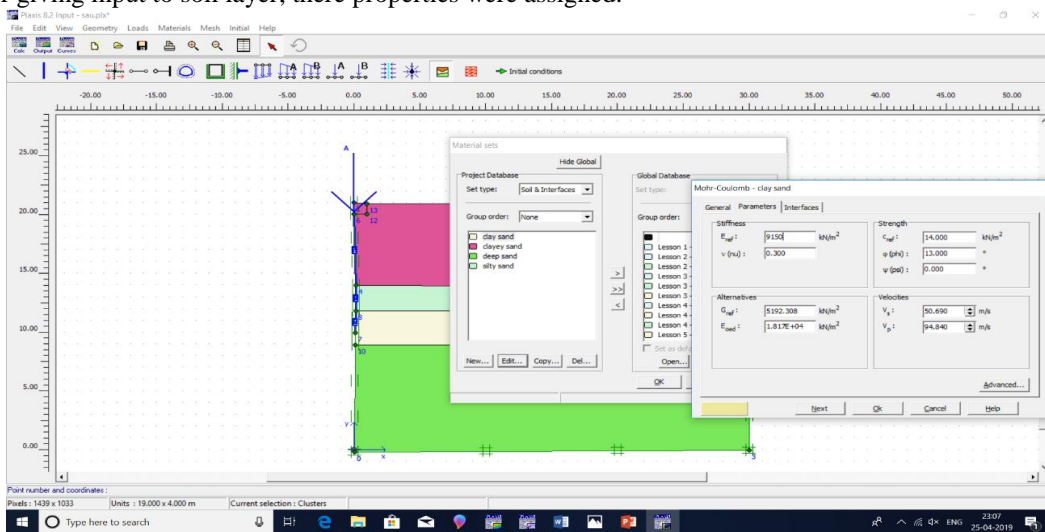 giving input to soil layer, there properties were assigned.
Plaxis 8.2 Input - sau.plx*
File Edit View Geometry Loads Materials Mesh Initial Help
Calc Output Curves
Initial conditions
-20.00 -15.00 -10.00 -5.00 0.00 5.00 10.00 15.00 20.00 25.00 30.00 35.00 40.00 45.00 50.00
25.00
20.00
15.00
10.00
5.00
0.00
A
13
12
10
y
x
0
3
Material sets
Hide Global
Project Database
Set type: Soil & Interfaces
Group order: None
clay sand
clayey sand
deep sand
silty sand
New... Edit... Copy... Del...
>
>>
<
Global Database
Set type:
Group order:
Lesson 1 -
Lesson 2 -
Lesson 2 -
Lesson 3 -
Lesson 3 -
Lesson 3 -
Lesson 4 -
Lesson 4 -
Lesson 4 -
Lesson 5 -
Set as def
Open...
OK
Mohr-Coulomb - clay sand
General Parameters Interfaces
Stiffness
Eref : 9150 kN/m2
ν (nu) : 0.300
Strength
cref : 14.000 kN/m2
φ (phi) : 13.000 °
ψ (psi) : 0.000 °
Alternatives
Gref : 5192.308 kN/m2
Eoed : 1.817E+04 kN/m2
Velocities
Vs : 50.690 m/s
Vp : 94.840 m/s
Advanced...
Next Ok Cancel Help
Point number and coordinates :
Pixels : 1439 x 1033 Units : 19.000 x 4.000 m Current selection : Clusters
Type here to search
ENG
23:07
25-04-2019